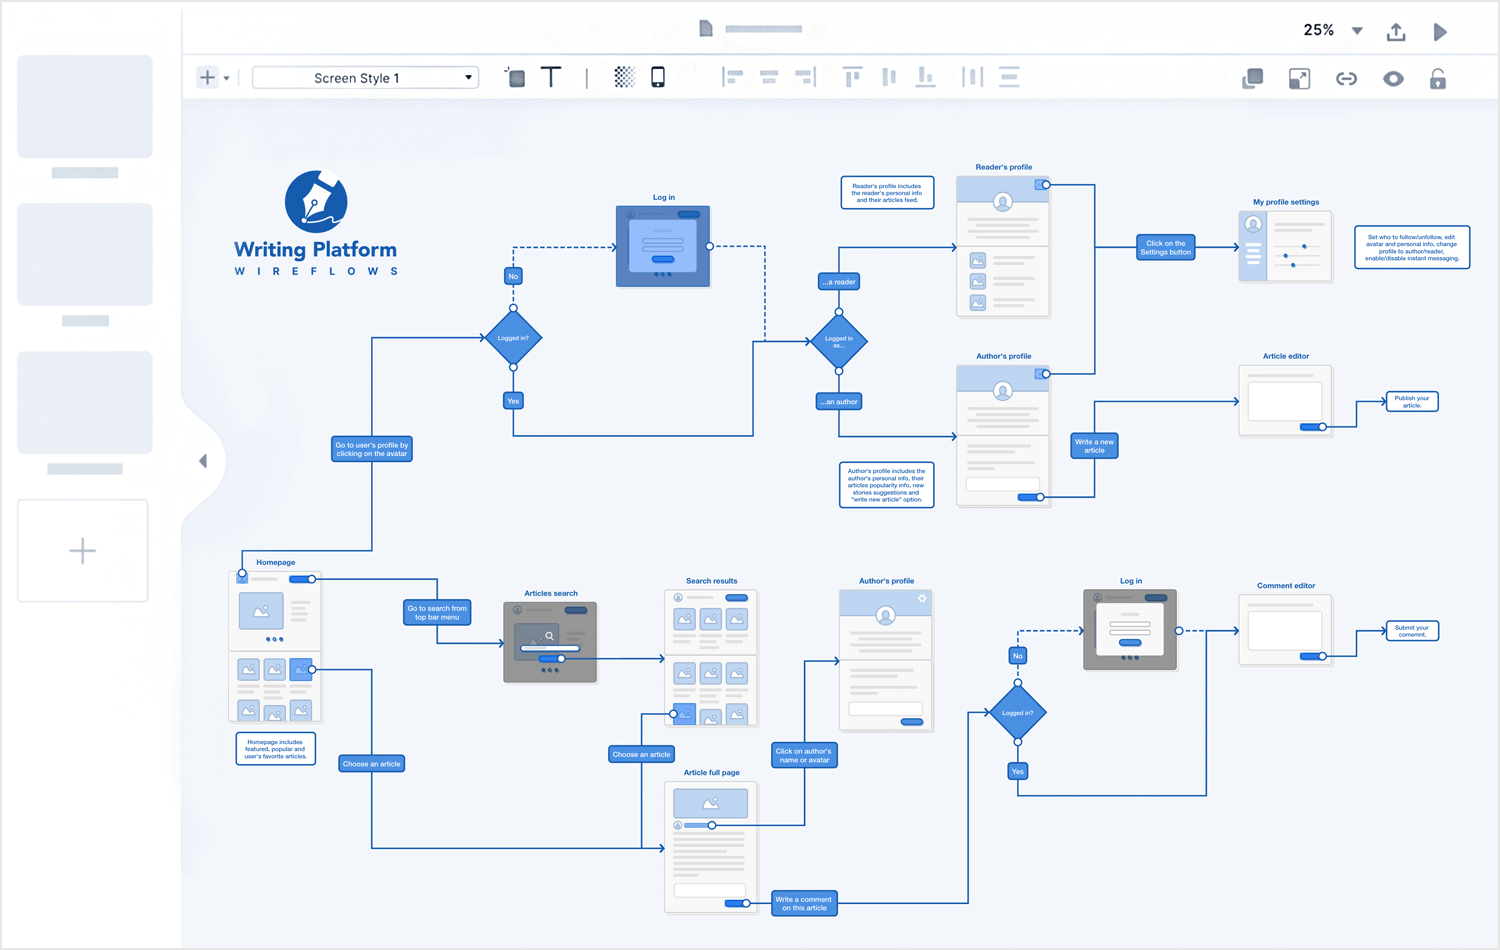 25%
Screen Style 1
Writing Platform
WIREFLOWS
Log in
No
Logged in?
Yes
Go to user's profile by
clicking on the avatar
Reader's profile includes
the reader's personal info
and their articles feed.
Reader's profile
...a reader
Logged in
as...
...an author
Click on the
Settings button
My profile settings
Set who to follow/unfollow, edit
avatar and personal info, change
profile to author/reader,
enable/disable instant messaging.
Author's profile
Author's profile includes the
author's personal info, their
articles popularity info, new
stories suggestions and
"write new article" option.
Write a new
article
Article editor
Publish your
article.
Homepage
Homepage includes
featured, popular and
user's favorite articles.
Go to search from
top bar menu
Choose an article
Articles search
Search results
Choose an article
Article full page
Click on author's
name or avatar
Author's profile
Write a comment
on this article
Log in
No
Logged in?
Yes
Comment editor
Submit your
comemnt.